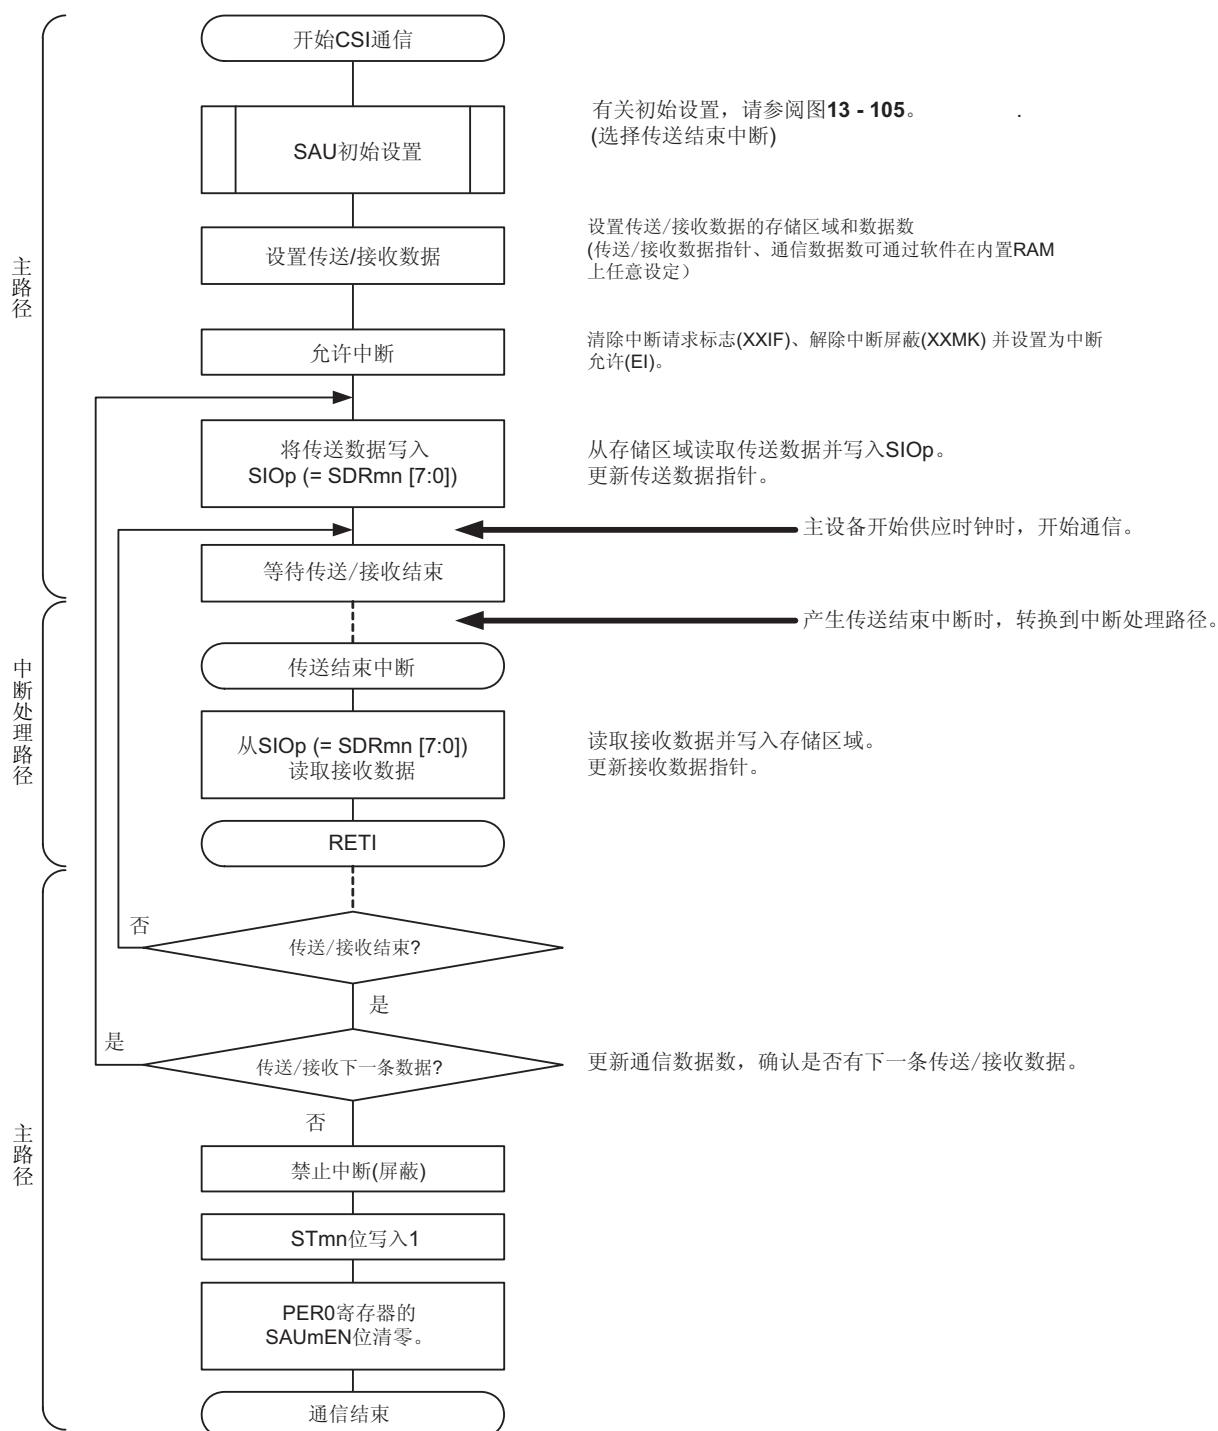 开始CSI通信
SAU初始设置
有关初始设置，请参阅图13 - 105。 .
(选择传送结束中断)
设置传送/接收数据
设置传送/接收数据的存储区域和数据数
(传送/接收数据指针、通信数据数可通过软件在内置RAM
上任意设定）
主路径
允许中断
清除中断请求标志(XXIF)、解除中断屏蔽(XXMK) 并设置为中断
允许(EI)。
将传送数据写入
SIOp (= SDRmn [7:0])
从存储区域读取传送数据并写入SIOp。
更新传送数据指针。
主设备开始供应时钟时，开始通信。
等待传送/接收结束
产生传送结束中断时，转换到中断处理路径。
中断处理路径
传送结束中断
从SIOp (= SDRmn [7:0])
读取接收数据
读取接收数据并写入存储区域。
更新接收数据指针。
RETI
否
传送/接收结束?
是
是
传送/接收下一条数据?
更新通信数据数，确认是否有下一条传送/接收数据。
否
主路径
禁止中断(屏蔽)
STmn位写入1
PER0寄存器的
SAUmEN位清零。
通信结束